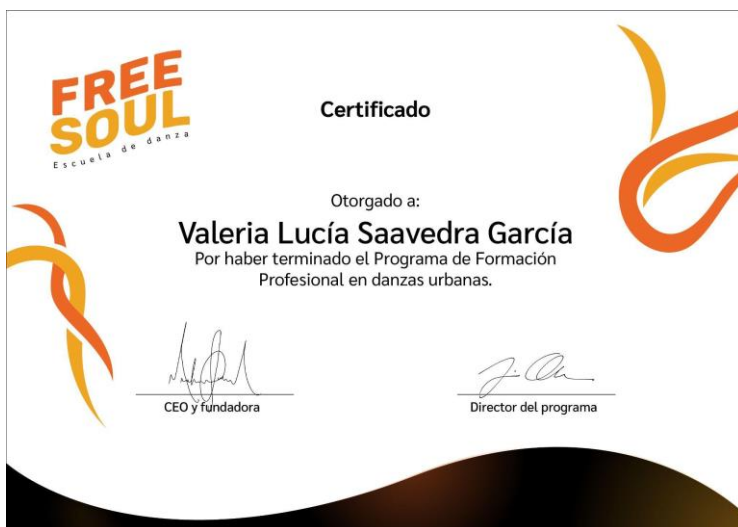 FREE
SOUL
Escuela de danza
Certificado
Otorgado a:
Valeria Lucía Saavedra García
Por haber terminado el Programa de Formación
Profesional en danzas urbanas.
CEO y fundadora
Director del programa